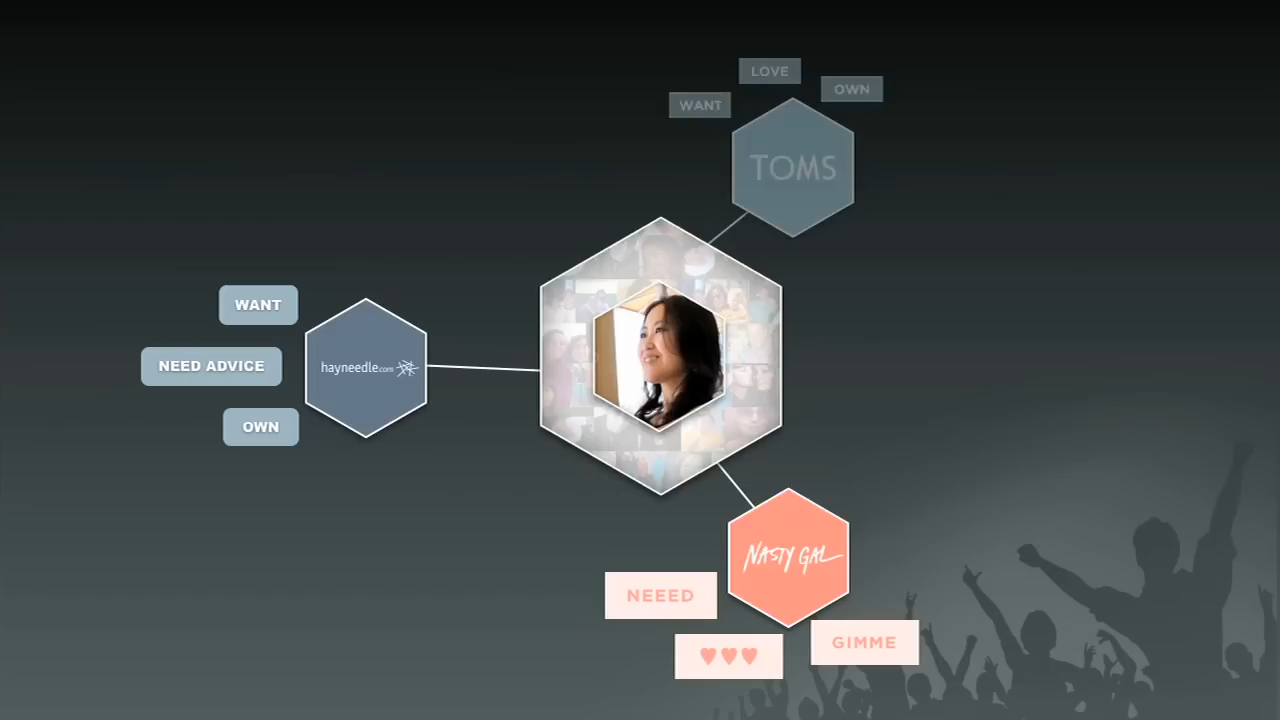 LOVE
OWN
WANT
TOMS
WANT
NEED ADVICE
hayneedle.com
OWN
NASTY GAL
NEEED
GIMME
♥♥♥